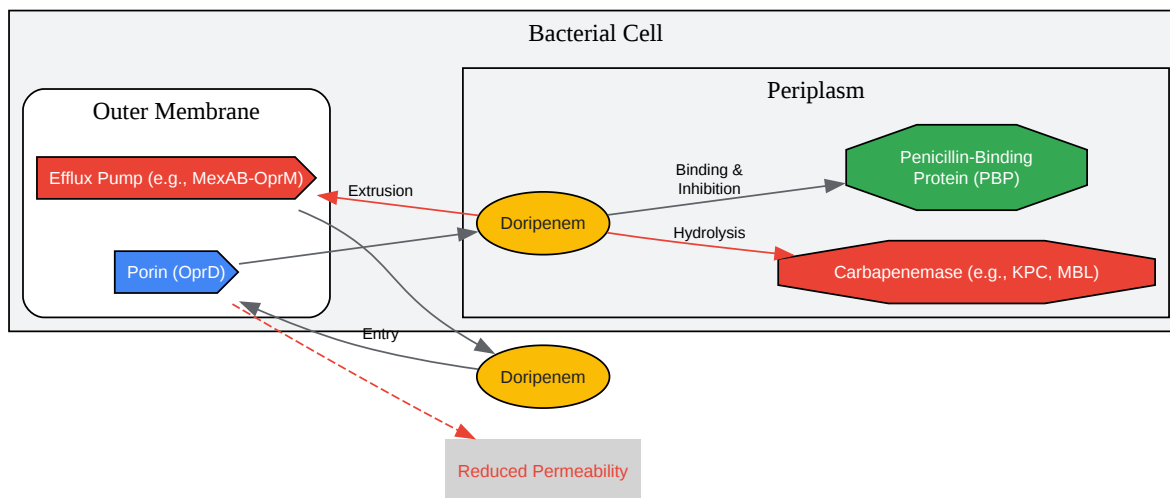 Bacterial Cell
Outer Membrane
Periplasm
Efflux Pump (e.g., MexAB-OprM)
Extrusion
Porin (OprD)
Doripenem
Binding &
Inhibition
Penicillin-Binding
Protein (PBP)
Hydrolysis
Carbapenemase (e.g., KPC, MBL)
Entry
Doripenem
Reduced Permeability